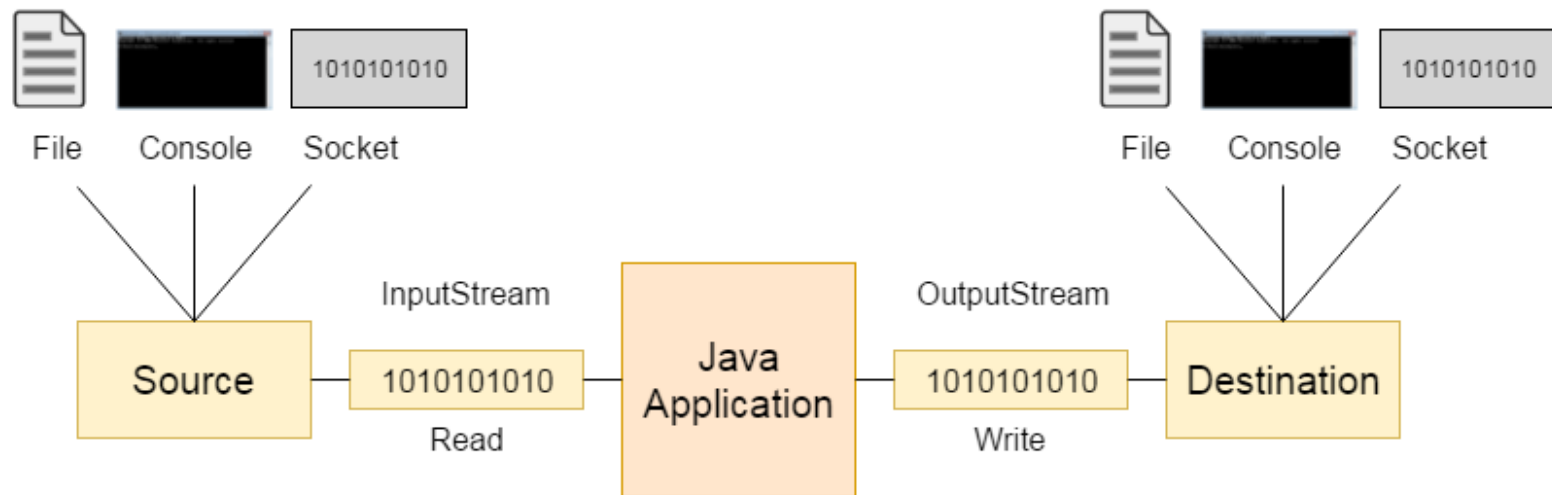 1010101010
1010101010
File Console Socket
File Console Socket
InputStream
OutputStream
Source
1010101010
Java
Application
1010101010
Destination
Read
Write